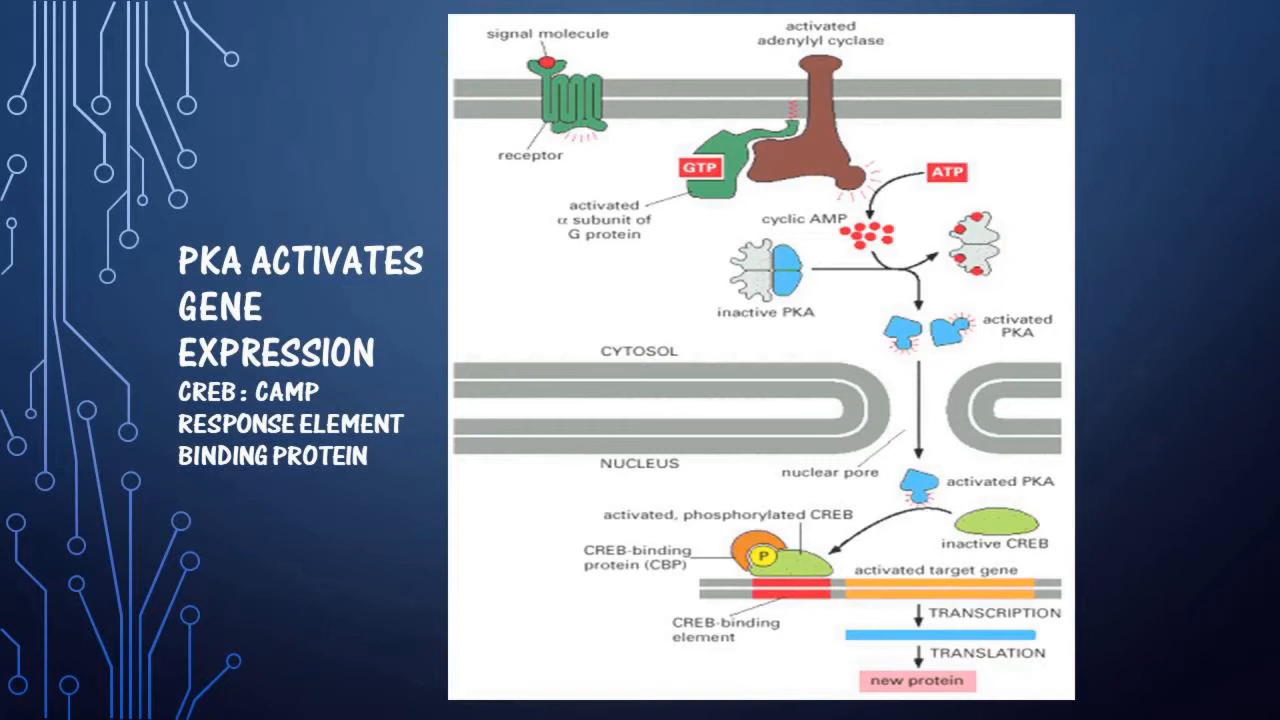 PKA ACTIVATES
GENE
EXPRESSION
CREB : CAMP
RESPONSE ELEMENT
BINDING PROTEIN
signal molecule
activated
adenylyl cyclase
receptor
GTP
ATP
activated
α subunit of
G protein
cyclic AMP
inactive PKA
activated
PKA
CYTOSOL
NUCLEUS
nuclear pore
activated PKA
activated, phosphorylated CREB
inactive CREB
CREB-binding
protein (CBP)
P
activated target gene
CREB-binding
element
TRANSCRIPTION
TRANSLATION
new protein